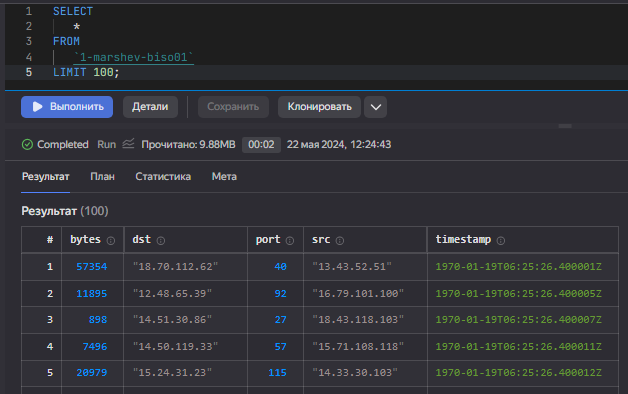 1 SELECT
2 *
3 FROM
4 `1-marshev-biso01`
5 LIMIT 100;
Выполнить Детали Сохранить Клонировать
Completed Run Прочитано: 9.88MB 00:02 22 мая 2024, 12:24:43
Результат План Статистика Мета
Результат (100)
# bytes dst port src timestamp
1 57354 "18.70.112.62" 40 "13.43.52.51" 1970-01-19T06:25:26.400001Z
2 11895 "12.48.65.39" 92 "16.79.101.100" 1970-01-19T06:25:26.400005Z
3 898 "14.51.30.86" 27 "18.43.118.103" 1970-01-19T06:25:26.400007Z
4 7496 "14.50.119.33" 57 "15.71.108.118" 1970-01-19T06:25:26.400011Z
5 20979 "15.24.31.23" 115 "14.33.30.103" 1970-01-19T06:25:26.400012Z